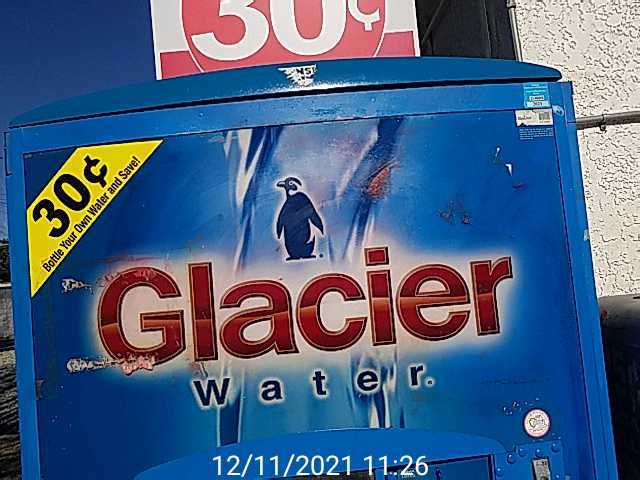 30¢
30¢
Bottle Your Own Water and Save!
Glacier
Water.
12/11/2021 11:26